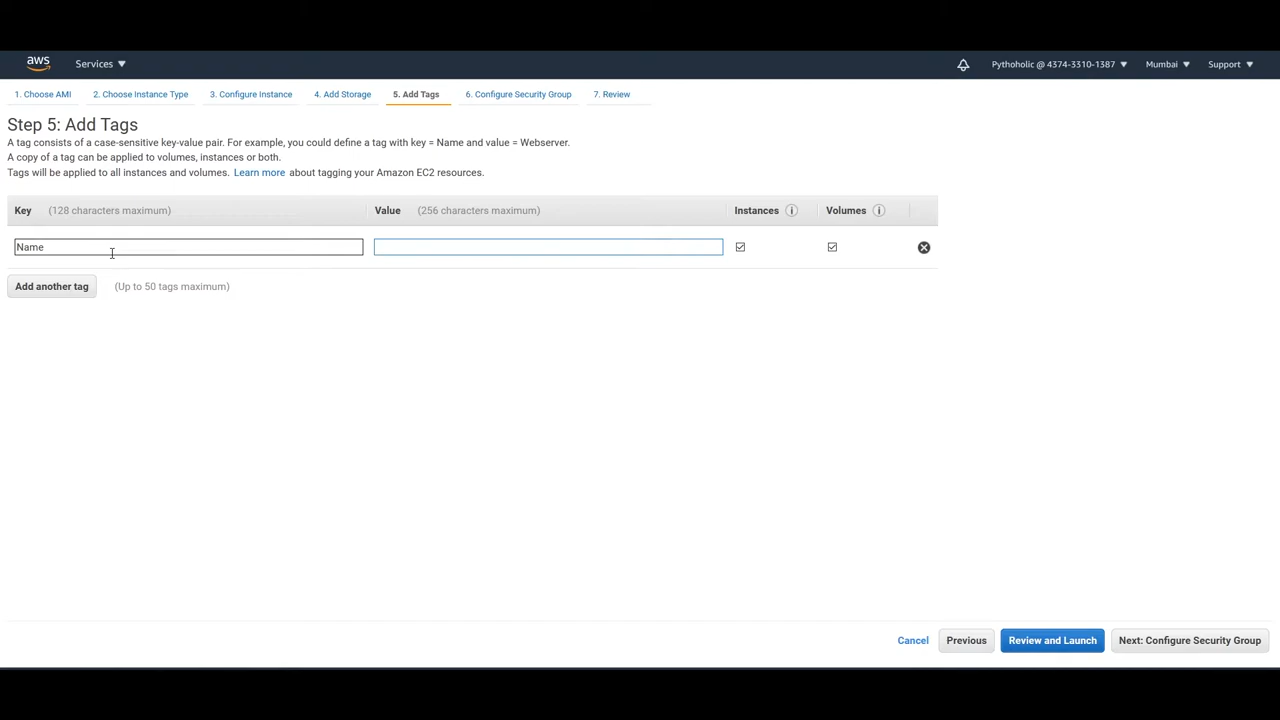 aws Services Pythoholic @ 4374-3310-1387 Mumbai Support
1. Choose AMI 2. Choose Instance Type 3. Configure Instance 4. Add Storage 5. Add Tags 6. Configure Security Group 7. Review
Step 5: Add Tags
A tag consists of a case-sensitive key-value pair. For example, you could define a tag with key = Name and value = Webserver.
A copy of a tag can be applied to volumes, instances or both.
Tags will be applied to all instances and volumes. Learn more about tagging your Amazon EC2 resources.
Key (128 characters maximum) Value (256 characters maximum) Instances i Volumes i
Name
Add another tag (Up to 50 tags maximum)
Cancel Previous Review and Launch Next: Configure Security Group